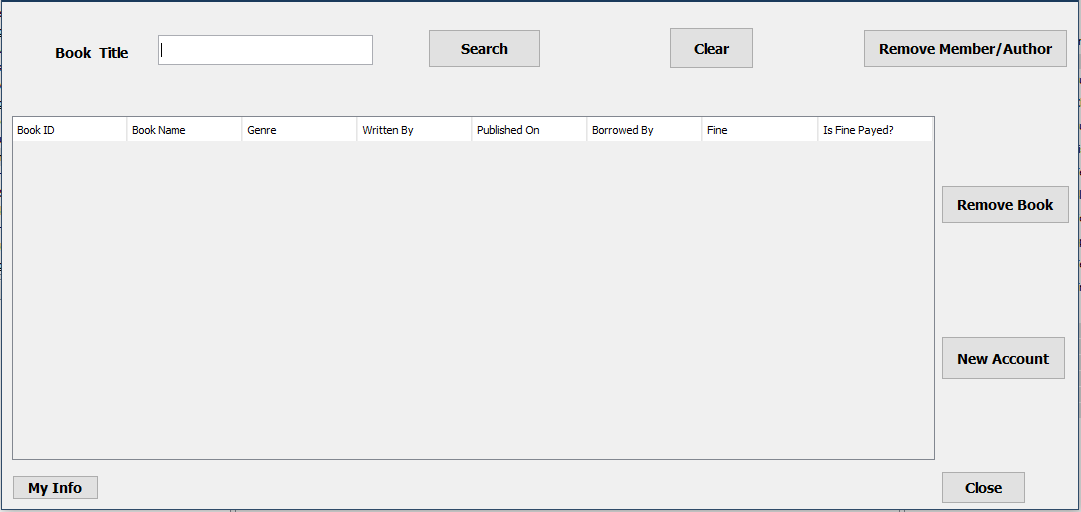 Book Title
Search
Clear
Remove Member/Author
Book ID
Book Name
Genre
Written By
Published On
Borrowed By
Fine
Is Fine Payed?
Remove Book
New Account
My Info
Close